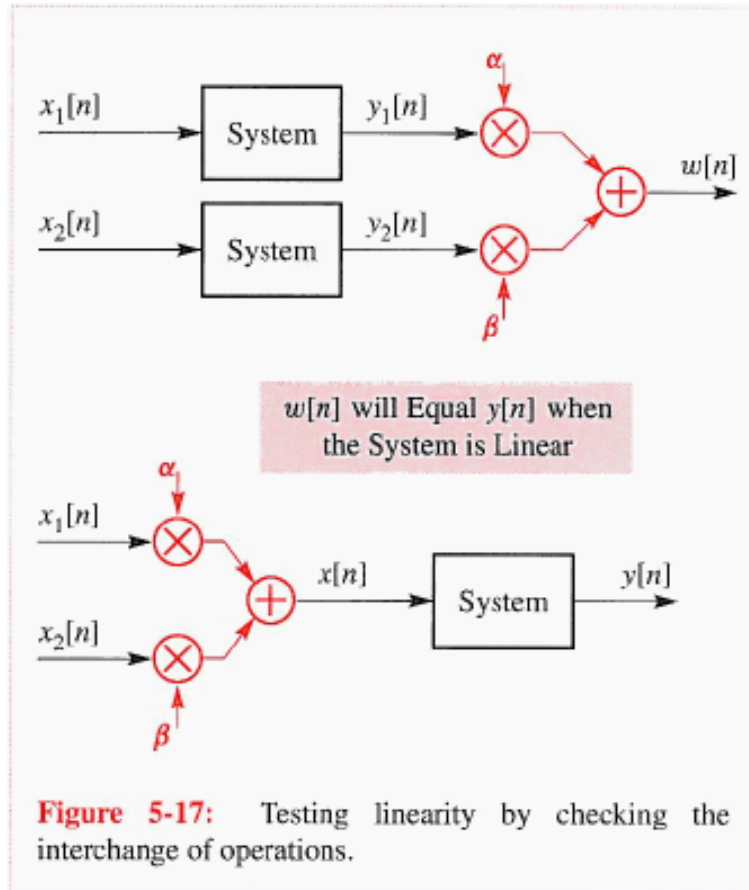 α
x₁[n] System y₁[n]
w[n]
x₂[n] System y₂[n]
β
w[n] will Equal y[n] when
the System is Linear
α
x₁[n]
x[n] System y[n]
x₂[n]
β
Figure 5-17: Testing linearity by checking the
interchange of operations.